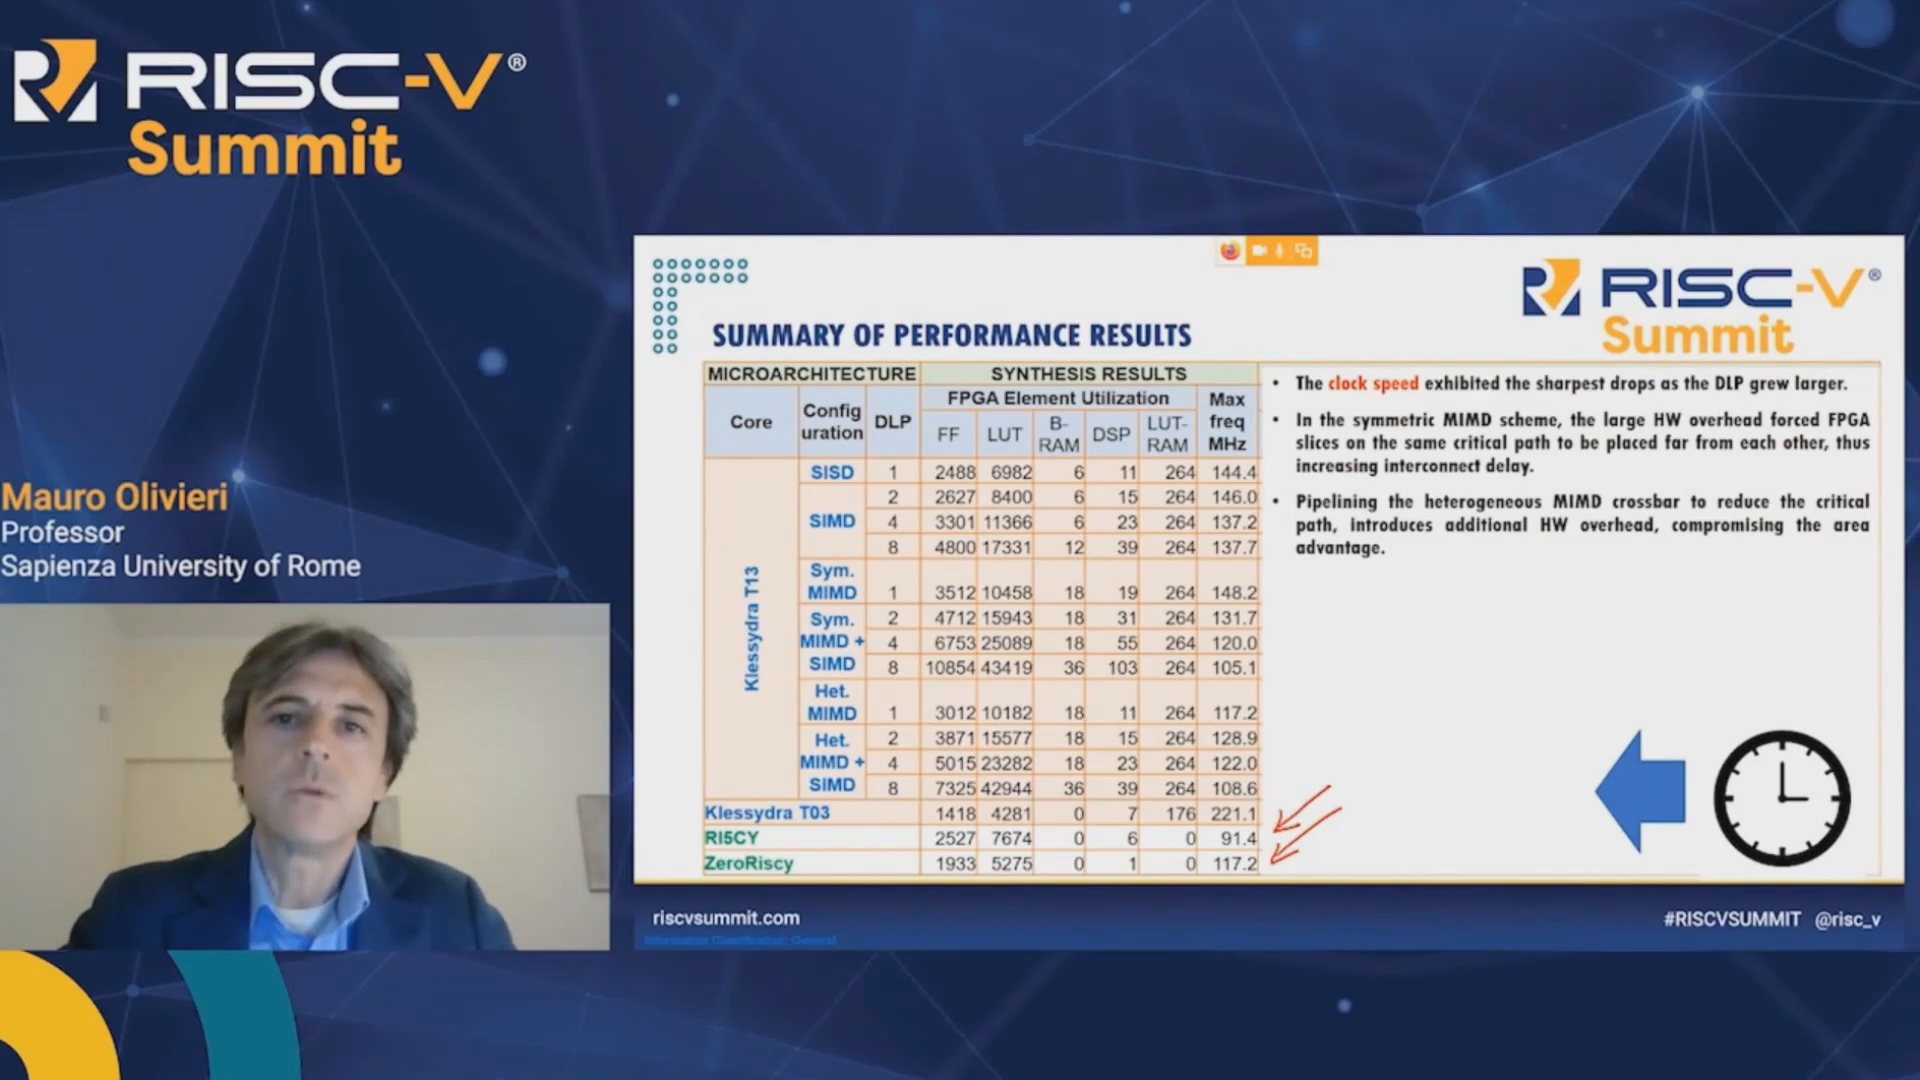 RISC-V®
Summit
Mauro Olivieri
Professor
Sapienza University of Rome
RISC-V®
Summit
SUMMARY OF PERFORMANCE RESULTS
MICROARCHITECTURE SYNTHESIS RESULTS
Core Config uration DLP FPGA Element Utilization Max freq MHz
FF LUT B-RAM DSP LUT-RAM
Klessydra T13
SISD 1 2488 6982 6 11 264 144.4
SIMD 2 2627 8400 6 15 264 146.0
4 3301 11366 6 23 264 137.2
8 4800 17331 12 39 264 137.7
Sym. MIMD 1 3512 10458 18 19 264 148.2
Sym. MIMD + SIMD 2 4712 15943 18 31 264 131.7
4 6753 25089 18 55 264 120.0
8 10854 43419 36 103 264 105.1
Het. MIMD 1 3012 10182 18 11 264 117.2
Het. MIMD + SIMD 2 3871 15577 18 15 264 128.9
4 5015 23282 18 23 264 122.0
8 7325 42944 36 39 264 108.6
Klessydra T03 1418 4281 0 7 176 221.1
RI5CY 2527 7674 0 6 0 91.4
ZeroRiscy 1933 5275 0 1 0 117.2
• The clock speed exhibited the sharpest drops as the DLP grew larger.
• In the symmetric MIMD scheme, the large HW overhead forced FPGA
slices on the same critical path to be placed far from each other, thus
increasing interconnect delay.
• Pipelining the heterogeneous MIMD crossbar to reduce the critical
path, introduces additional HW overhead, compromising the area
advantage.
riscvsummit.com
#RISCVSUMMIT @risc_v
Information Classification: General